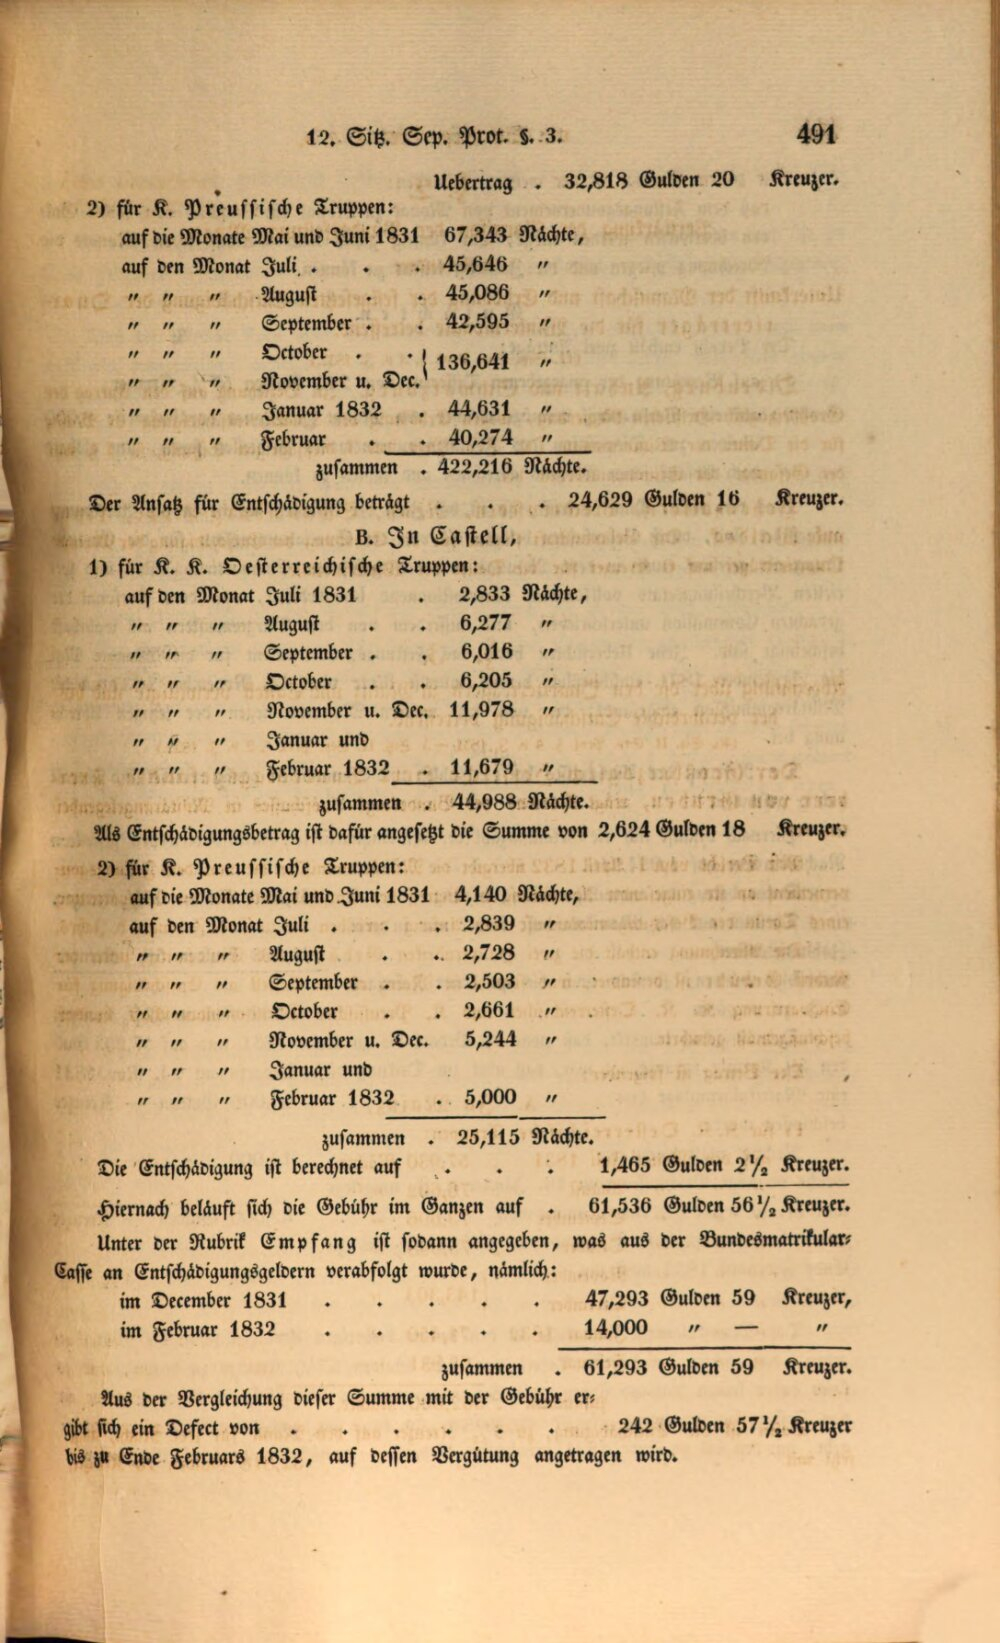 12. Sitz. Sep. Prot. §. 3. 491
Uebertrag . 32,818 Gulden 20 Kreuzer.
2) für K. Preussische Truppen:
auf die Monate Mai und Juni 1831 67,343 Nächte,
auf den Monat Juli . . . 45,646 „
„ „ „ August . . 45,086 „
„ „ „ September . . 42,595 „
„ „ „ October . . } 136,641 „
„ „ „ November u. Dec.
„ „ „ Januar 1832 . 44,631 „
„ „ „ Februar . . 40,274 „
zusammen . 422,216 Nächte.
Der Ansatz für Entschädigung beträgt . . . 24,629 Gulden 16 Kreuzer.
B. In Castell,
1) für K. K. Oesterreichische Truppen:
auf den Monat Juli 1831 . 2,833 Nächte,
„ „ „ August . . 6,277 „
„ „ „ September . . 6,016 „
„ „ „ October . . 6,205 „
„ „ „ November u. Dec. 11,978 „
„ „ „ Januar und
„ „ „ Februar 1832 . 11,679 „
zusammen . 44,988 Nächte.
Als Entschädigungsbetrag ist dafür angesetzt die Summe von 2,624 Gulden 18 Kreuzer.
2) für K. Preussische Truppen:
auf die Monate Mai und Juni 1831 4,140 Nächte,
auf den Monat Juli . . . 2,839 „
„ „ „ August . . 2,728 „
„ „ „ September . . 2,503 „
„ „ „ October . . 2,661 „
„ „ „ November u. Dec. 5,244 „
„ „ „ Januar und
„ „ „ Februar 1832 . 5,000 „
zusammen . 25,115 Nächte.
Die Entschädigung ist berechnet auf . . . 1,465 Gulden 2½ Kreuzer.
Hiernach beläuft sich die Gebühr im Ganzen auf . 61,536 Gulden 56½ Kreuzer.
Unter der Rubrik Empfang ist sodann angegeben, was aus der Bundesmatrikular-
Casse an Entschädigungsgeldern verabfolgt wurde, nämlich:
im December 1831 . . . . . 47,293 Gulden 59 Kreuzer,
im Februar 1832 . . . . . 14,000 „ — „
zusammen . 61,293 Gulden 59 Kreuzer.
Aus der Vergleichung dieser Summe mit der Gebühr er-
gibt sich ein Defect von . . . . . . 242 Gulden 57½ Kreuzer
bis zu Ende Februars 1832, auf dessen Vergütung angetragen wird.